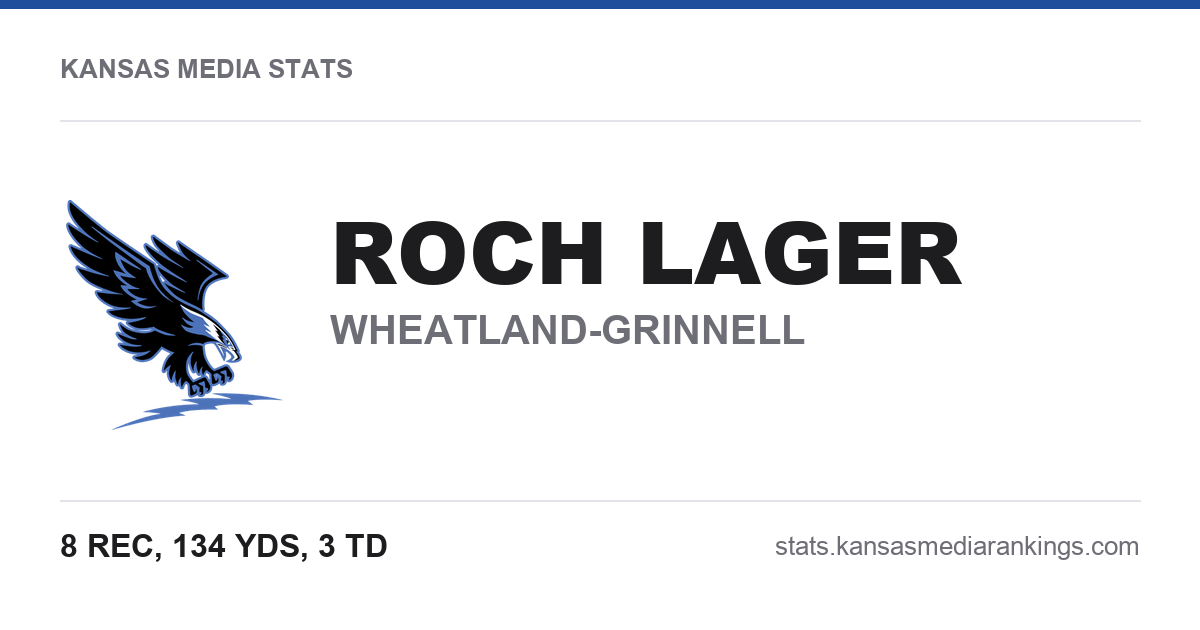 KANSAS MEDIA STATS
ROCH LAGER
WHEATLAND-GRINNELL
8 REC, 134 YDS, 3 TD
stats.kansasmediarankings.com